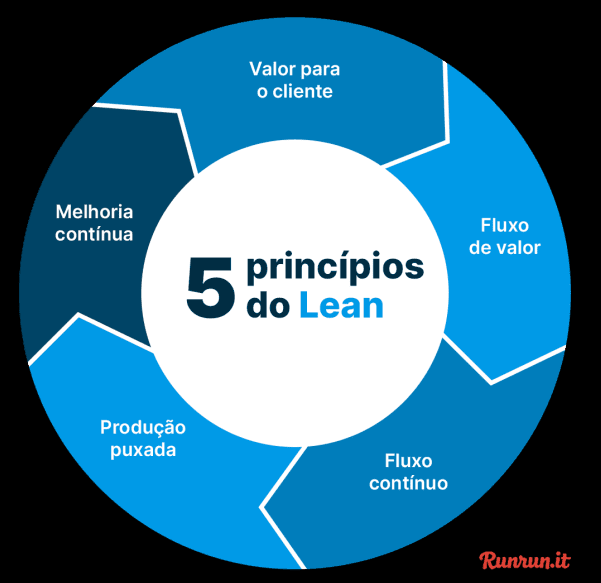 Valor para
o cliente
Fluxo
de valor
Fluxo
contínuo
Produção
puxada
Melhoria
contínua
5 princípios
do Lean
Runrun.it